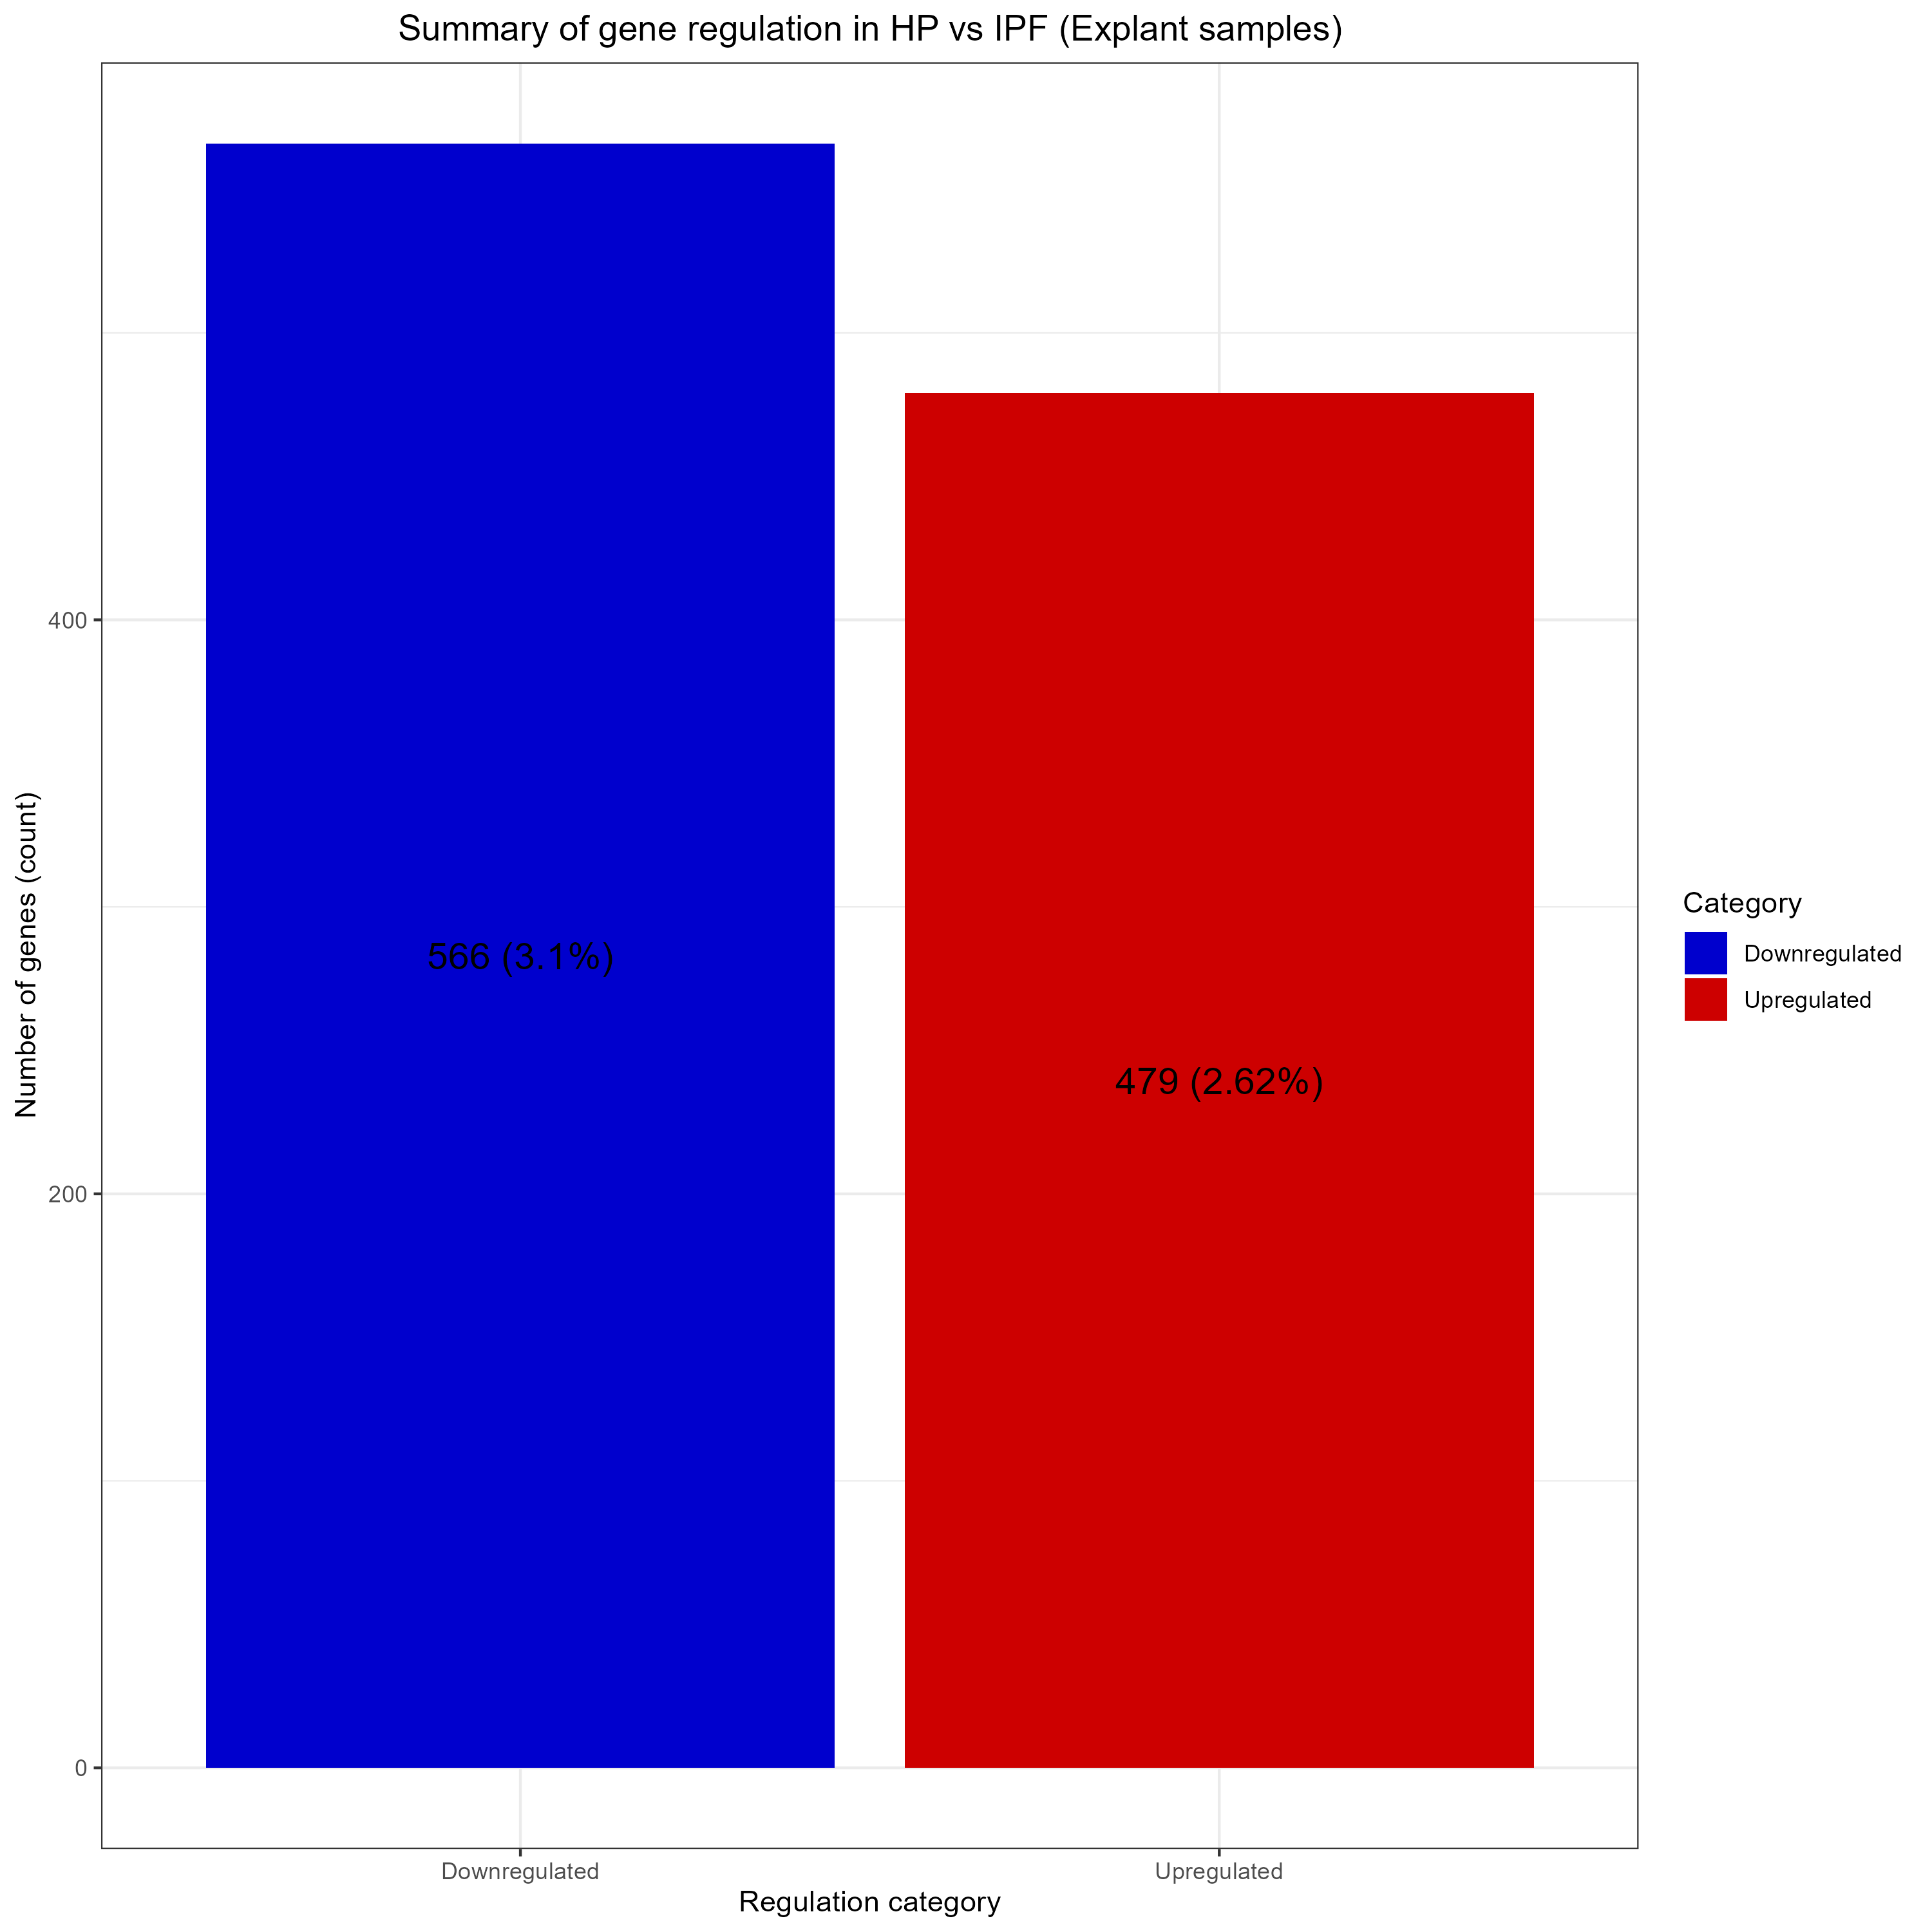 Summary of gene regulation in HP vs IPF (Explant samples)
Number of genes (count)
400
200
0
566 (3.1%)
479 (2.62%)
Downregulated
Upregulated
Regulation category
Category
Downregulated
Upregulated